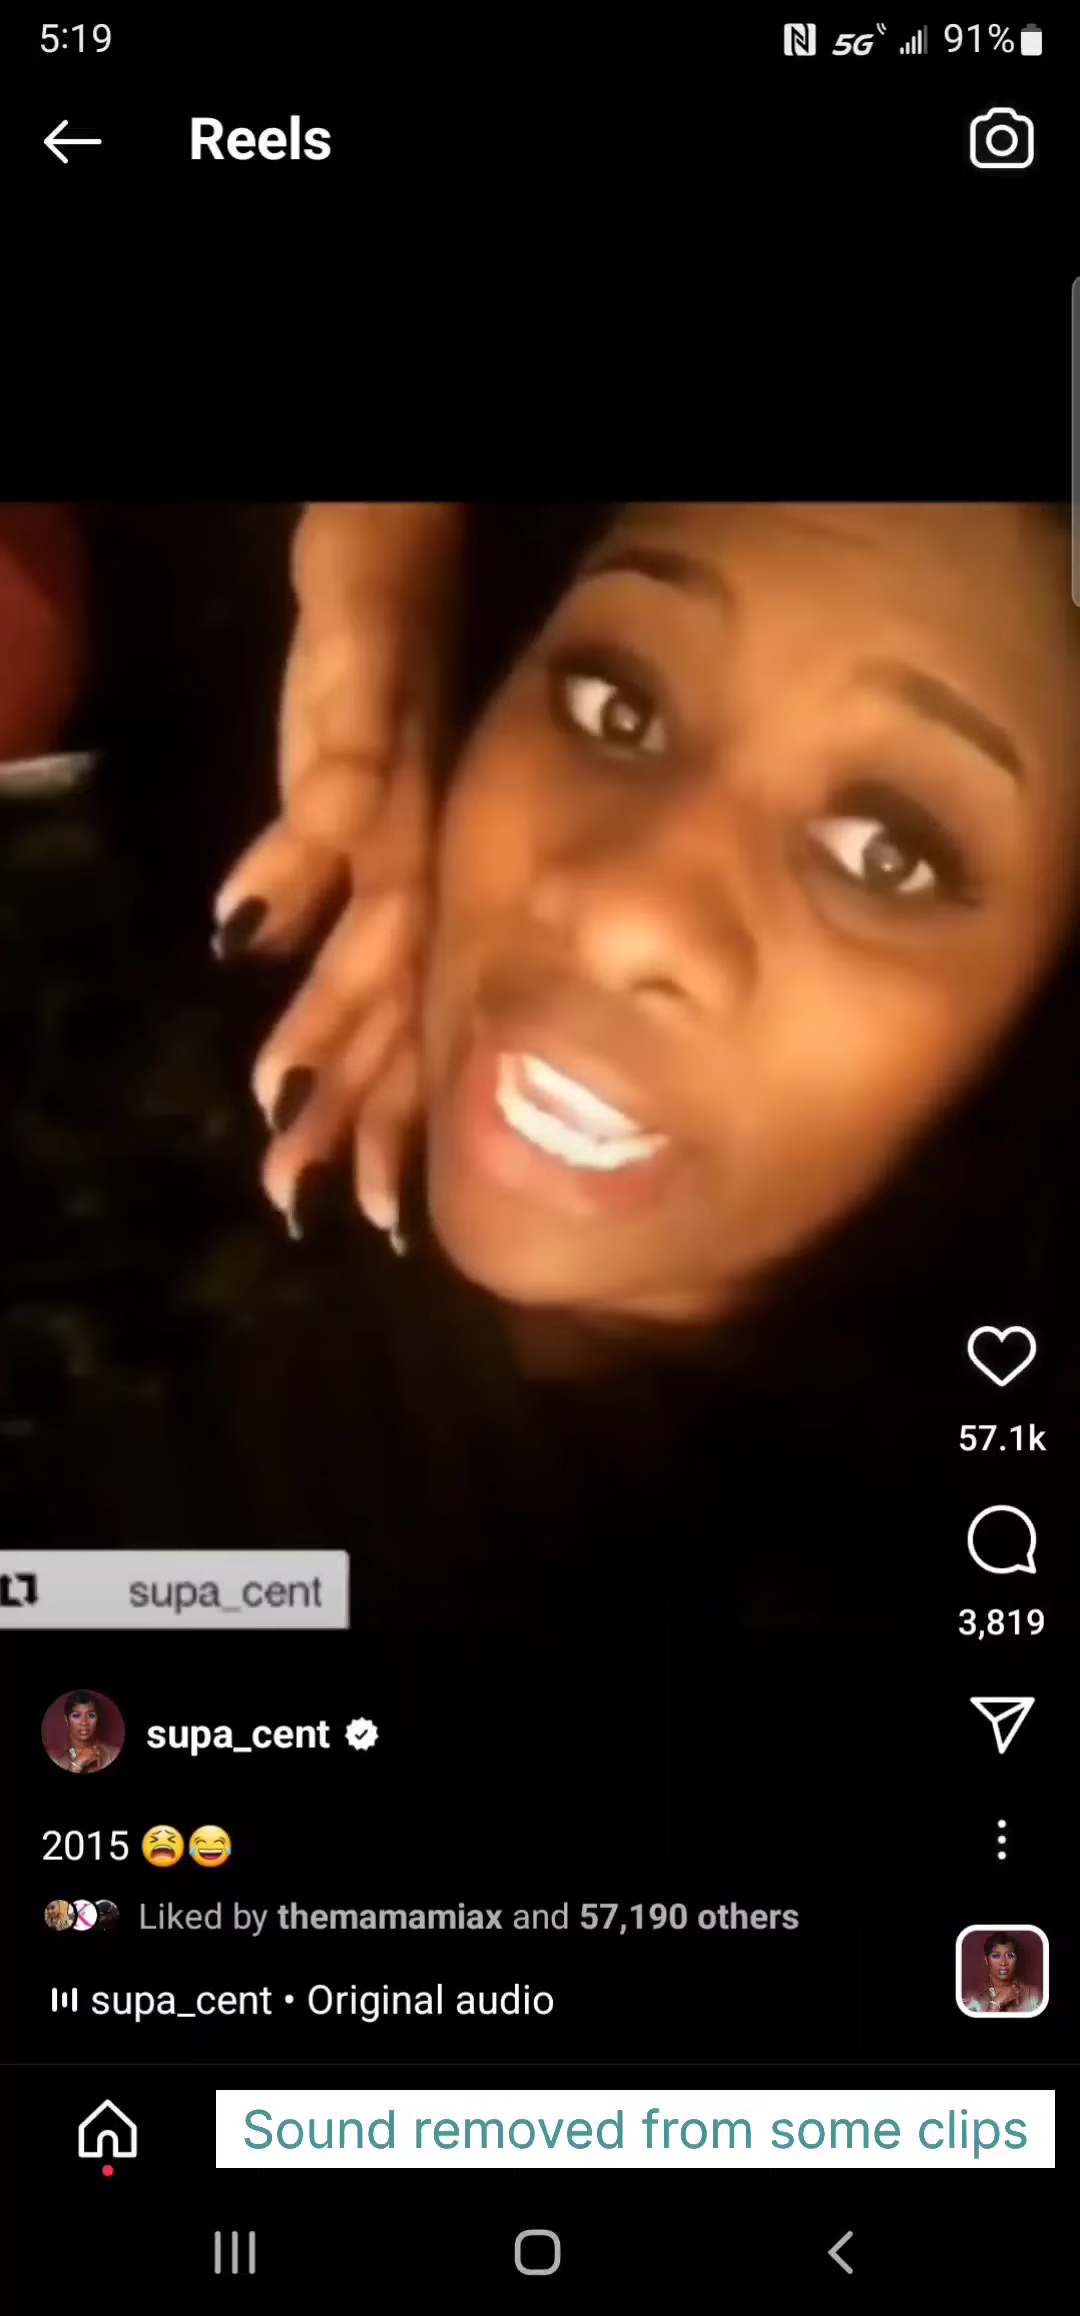 5:19
5G 91%
Reels
57.1k
3,819
supa_cent
supa_cent
2015 😫😂
Liked by themamamiax and 57,190 others
supa_cent • Original audio
Sound removed from some clips